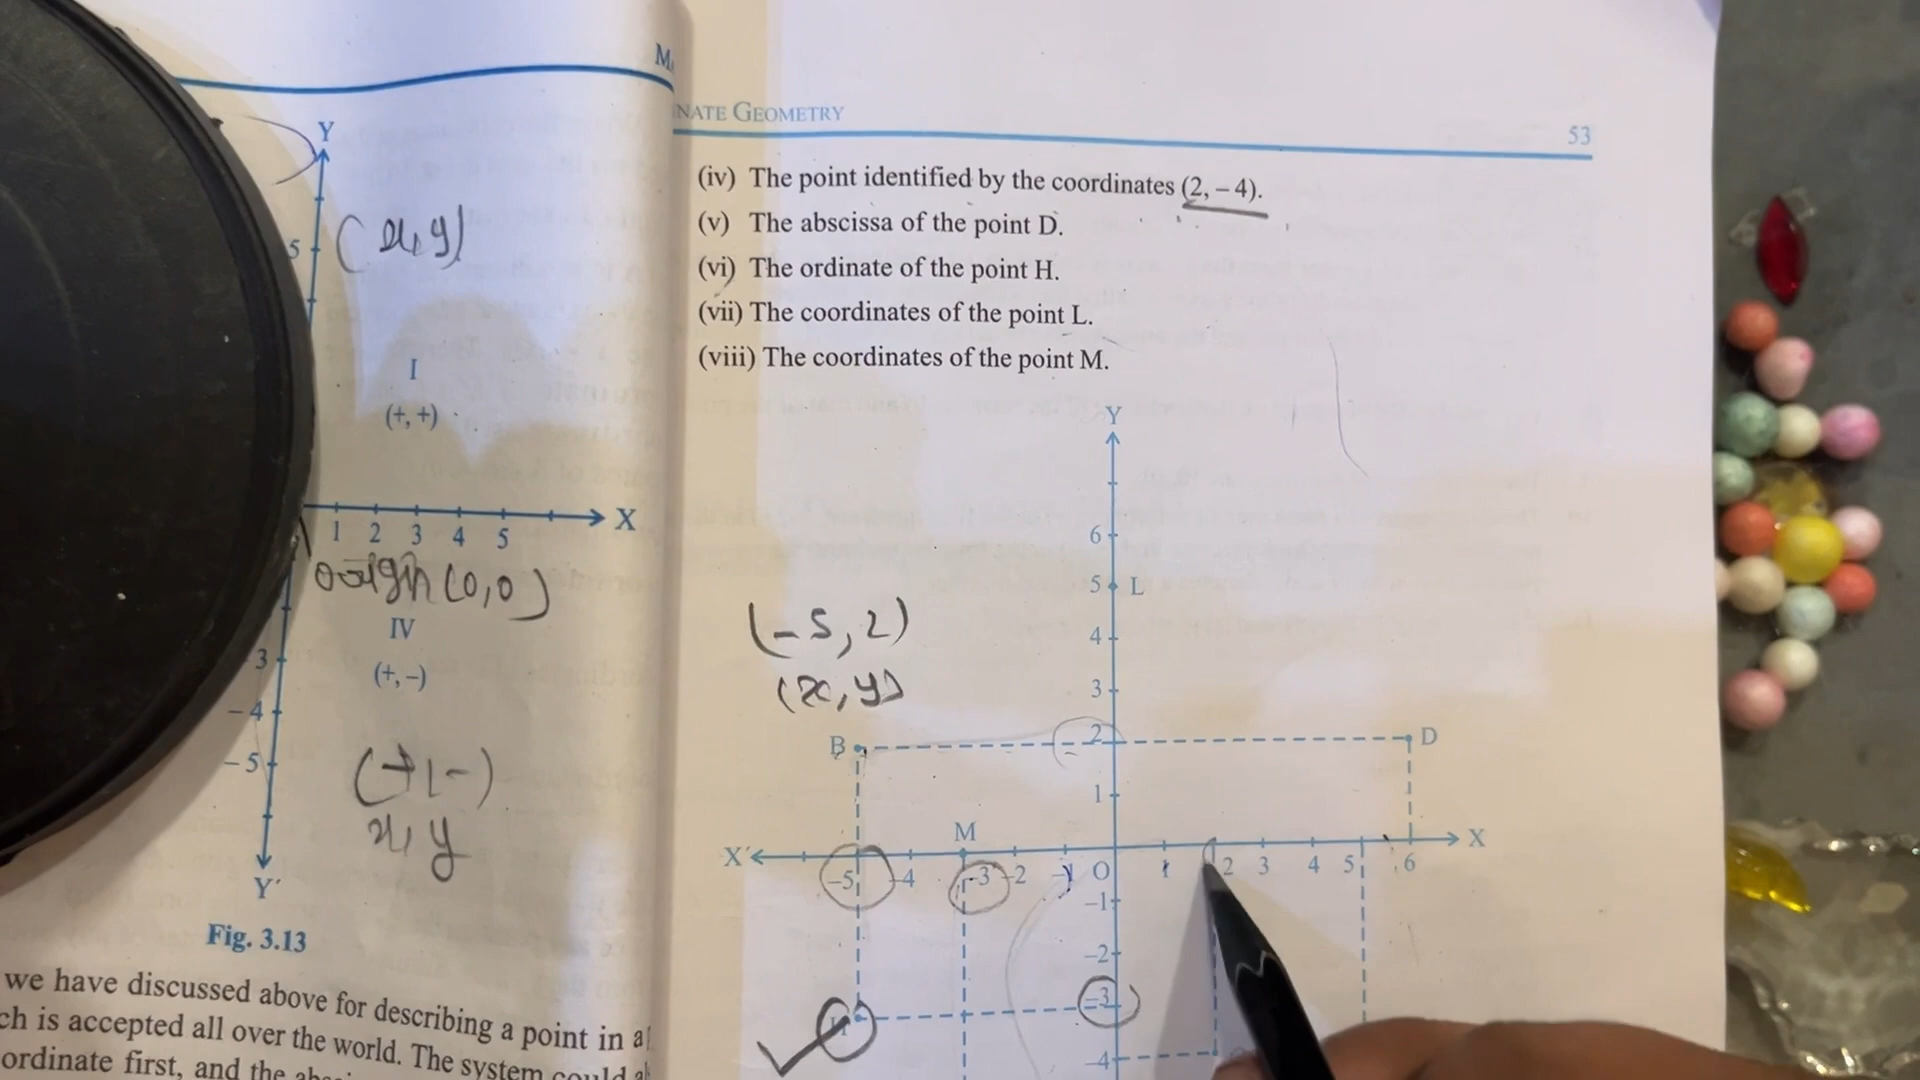 NATE GEOMETRY
53
(iv) The point identified by the coordinates (2, – 4).
(v) The abscissa of the point D.
(vi) The ordinate of the point H.
(vii) The coordinates of the point L.
(viii) The coordinates of the point M.
Y
5
(x, y)
I
(+, +)
1 2 3 4 5 X
origin (0,0)
IV
(+, –)
3
– 4
– 5
(+, -)
x, y
Y′
Fig. 3.13
we have discussed above for describing a point in a
ch is accepted all over the world. The system could a
ordinate first, and the abs
Y
6
5 L
4
3
(-5, 2)
(x, y)
B 2 D
1
M
X′ X
–5 –4 –3 –2 –1 O 1 2 3 4 5 6
–1
–2
–3
–4